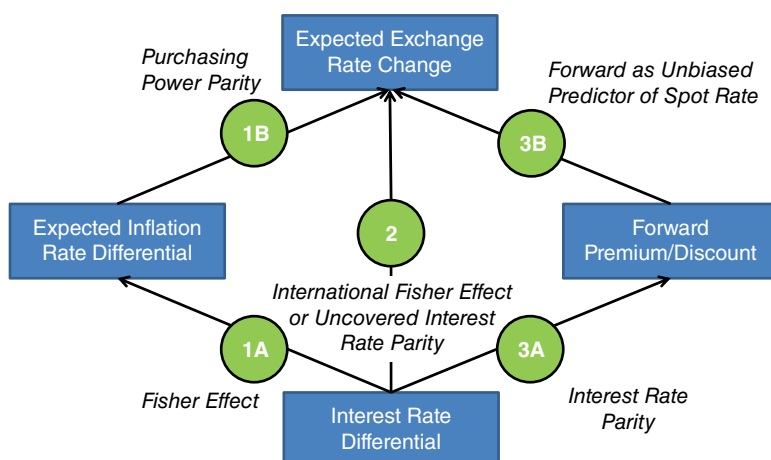 Expected Exchange
Rate Change
Purchasing
Power Parity
Forward as Unbiased
Predictor of Spot Rate
1B
3B
Expected Inflation
Rate Differential
2
Forward
Premium/Discount
International Fisher Effect
or Uncovered Interest
Rate Parity
1A
3A
Fisher Effect
Interest Rate
Differential
Interest Rate
Parity